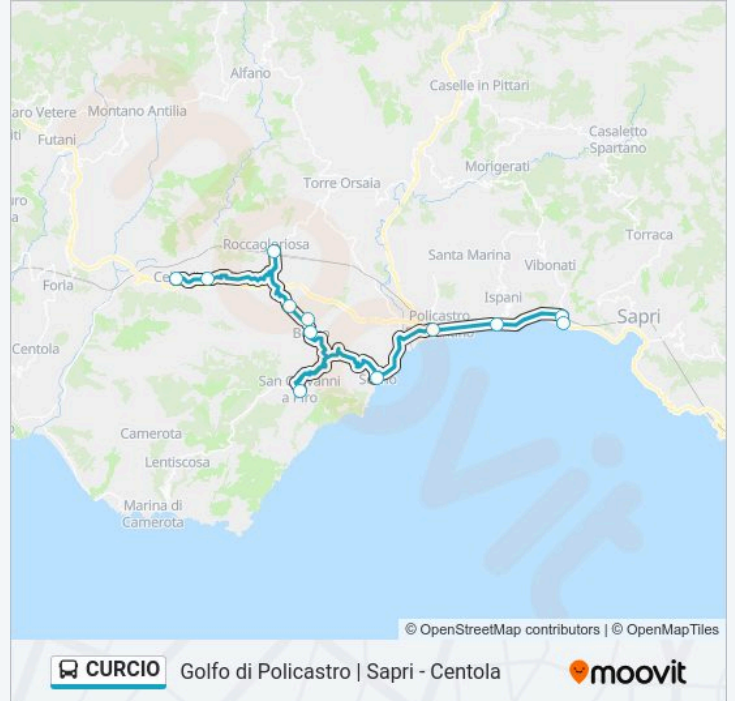 Alfano
Caselle in Pittari
aro Vetere
Montano Antilia
Casaletto
Spartano
Futani
Morigerati
Torre Orsaia
Torraca
Roccagloriosa
Santa Marina
Vibonati
Ce
Forla
Ispani
Sapri
Policastro
B
Centola
San Giovanni
a Piro
S
o
Camerota
Lentiscosa
Marina di
Camerota
© OpenStreetMap contributors | © OpenMapTiles
CURCIO
Golfo di Policastro | Sapri - Centola
moovit